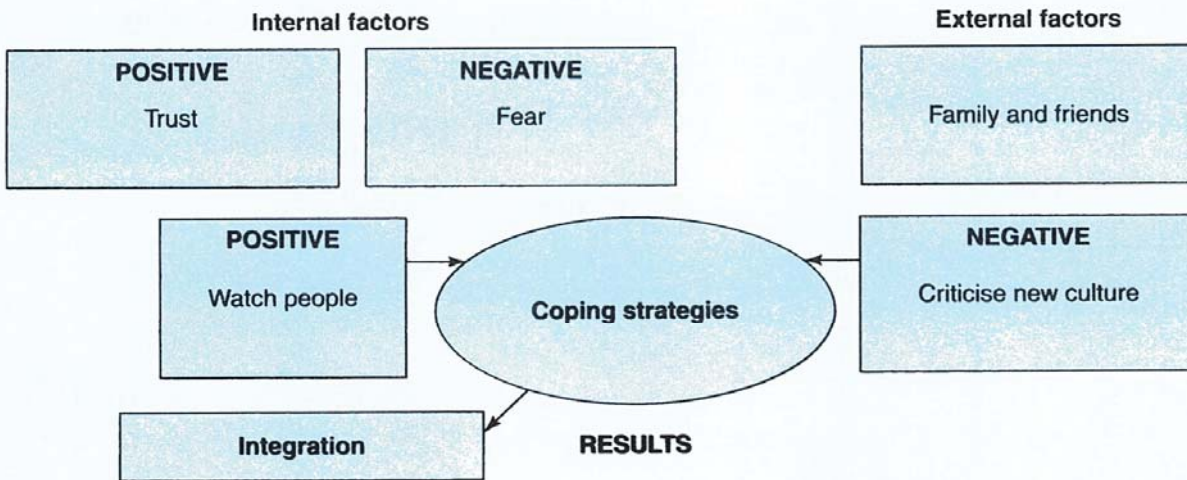 Internal factors
External factors
POSITIVE
Trust
NEGATIVE
Fear
Family and friends
POSITIVE
Watch people
Coping strategies
NEGATIVE
Criticise new culture
Integration
RESULTS